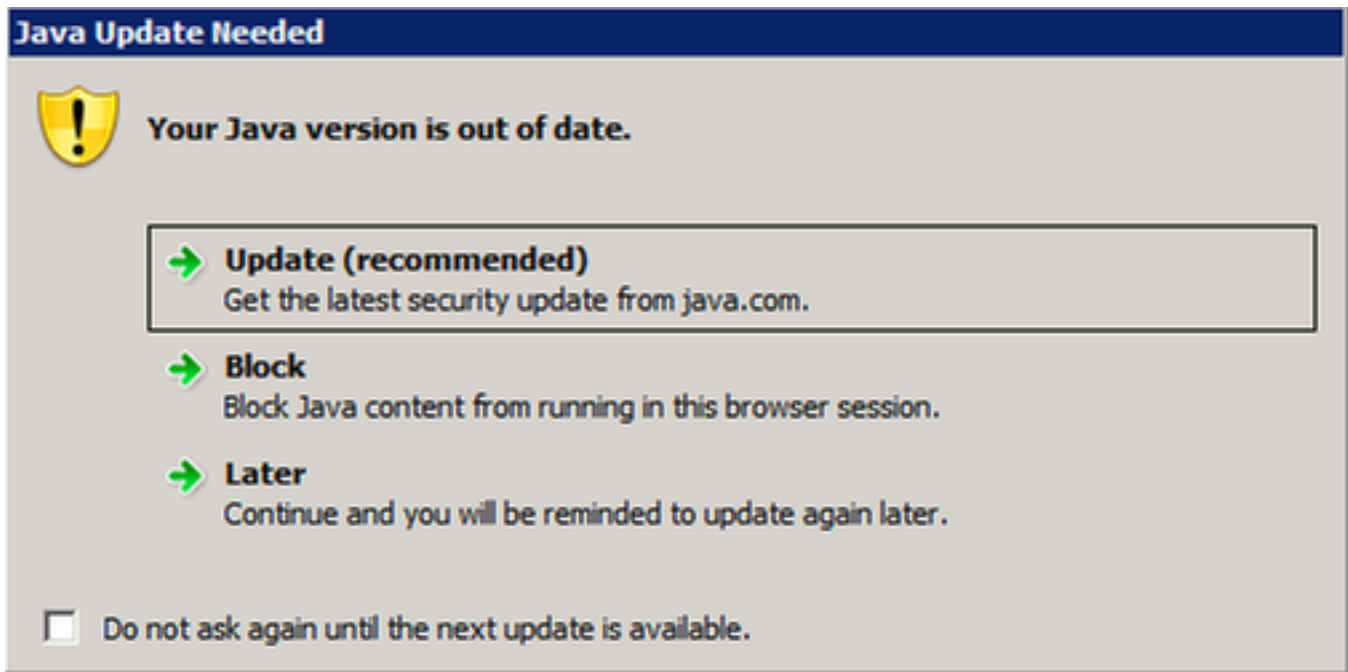 Java Update Needed
Your Java version is out of date.
Update (recommended)
Get the latest security update from java.com.
Block
Block Java content from running in this browser session.
Later
Continue and you will be reminded to update again later.
Do not ask again until the next update is available.